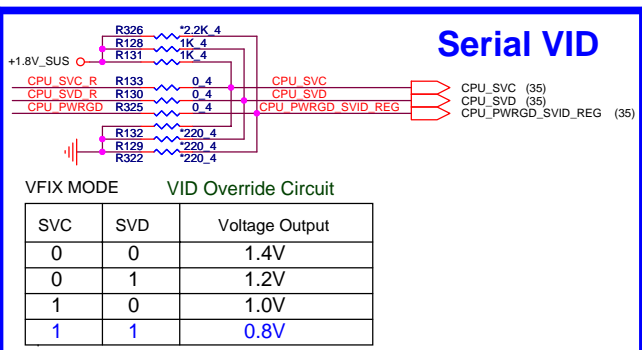 Serial VID
R326 *2.2K_4
R128 1K_4
R131 1K_4
+1.8V_SUS
CPU_SVC_R R133 0_4 CPU_SVC CPU_SVC (35)
CPU_SVD_R R130 0_4 CPU_SVD CPU_SVD (35)
CPU_PWRGD R325 0_4 CPU_PWRGD_SVID_REG CPU_PWRGD_SVID_REG (35)
R132 *220_4
R129 *220_4
R322 *220_4
VFIX MODE VID Override Circuit
SVC SVD Voltage Output
0 0 1.4V
0 1 1.2V
1 0 1.0V
1 1 0.8V